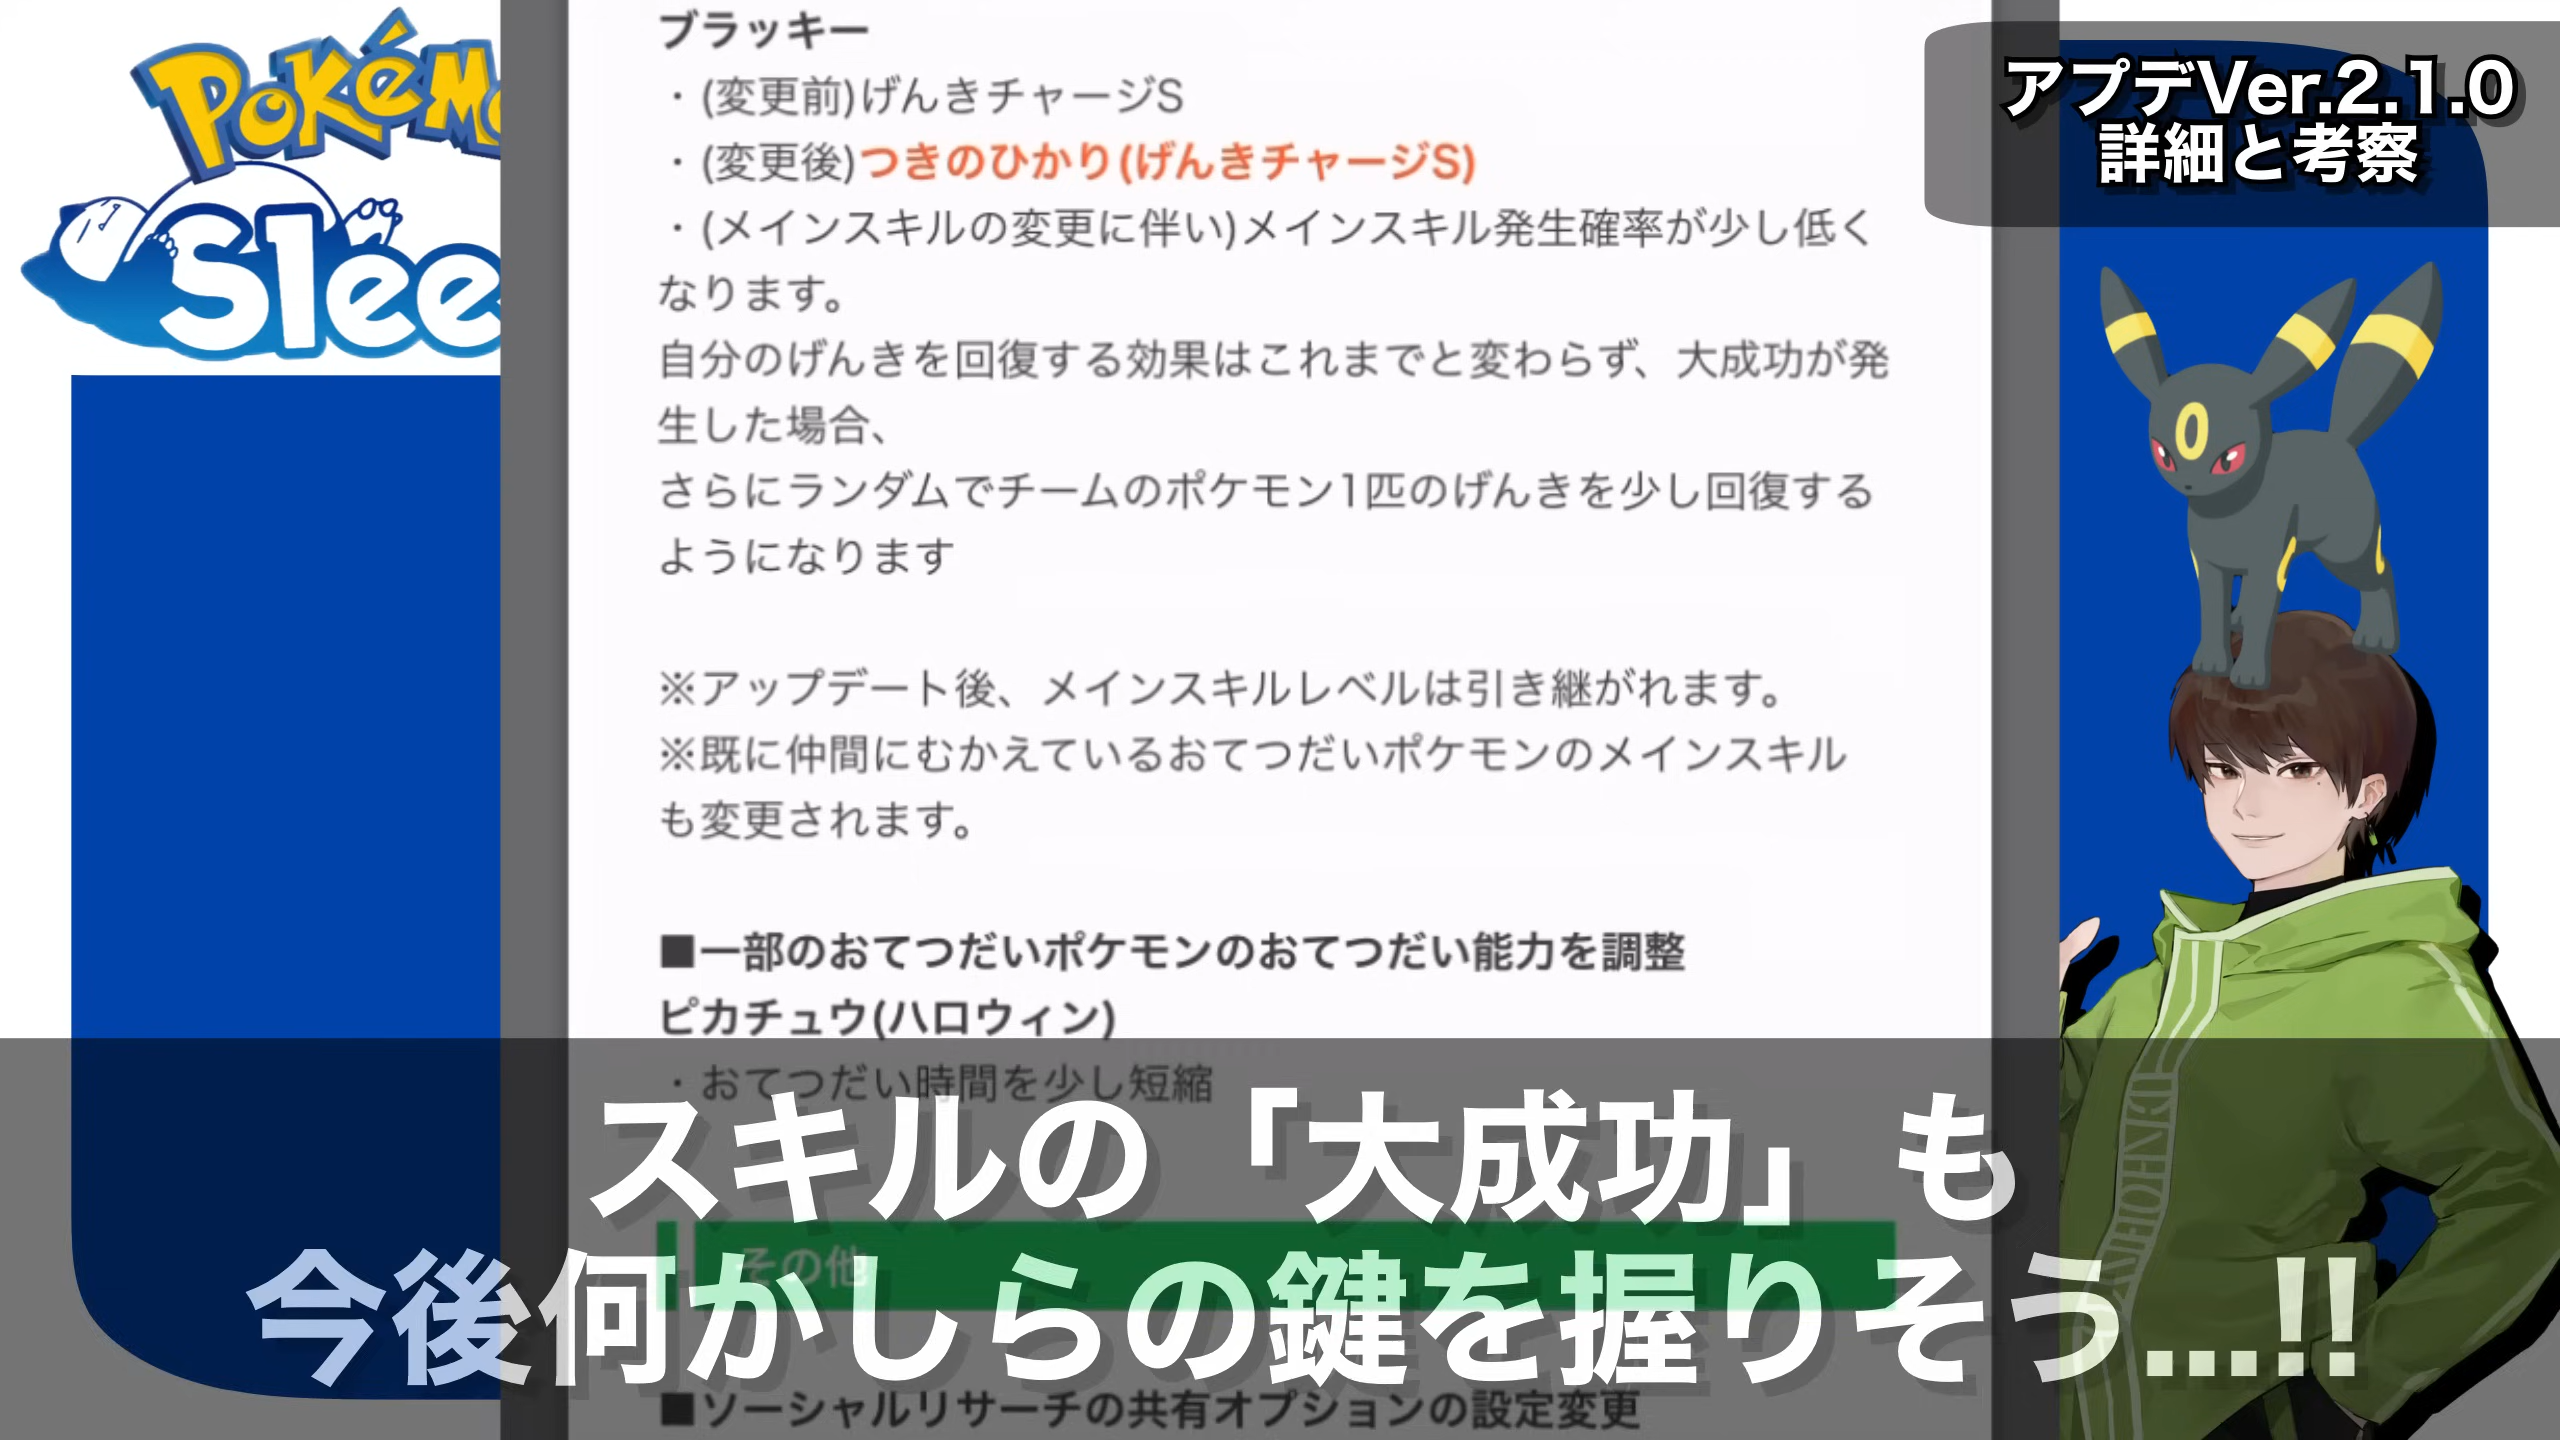 Pokémo
Slee
アプデVer.2.1.0
詳細と考察
ブラッキー
・(変更前)げんきチャージS
・(変更後)つきのひかり(げんきチャージS)
・(メインスキルの変更に伴い)メインスキル発生確率が少し低く
なります。
自分のげんきを回復する効果はこれまでと変わらず、大成功が発
生した場合、
さらにランダムでチームのポケモン1匹のげんきを少し回復する
ようになります
※アップデート後、メインスキルレベルは引き継がれます。
※既に仲間にむかえているおてつだいポケモンのメインスキル
も変更されます。
■一部のおてつだいポケモンのおてつだい能力を調整
ピカチュウ(ハロウィン)
・おてつだい時間を少し短縮
スキルの「大成功」も
その他
今後何かしらの鍵を握りそう...!!
■ソーシャルリサーチの共有オプションの設定変更